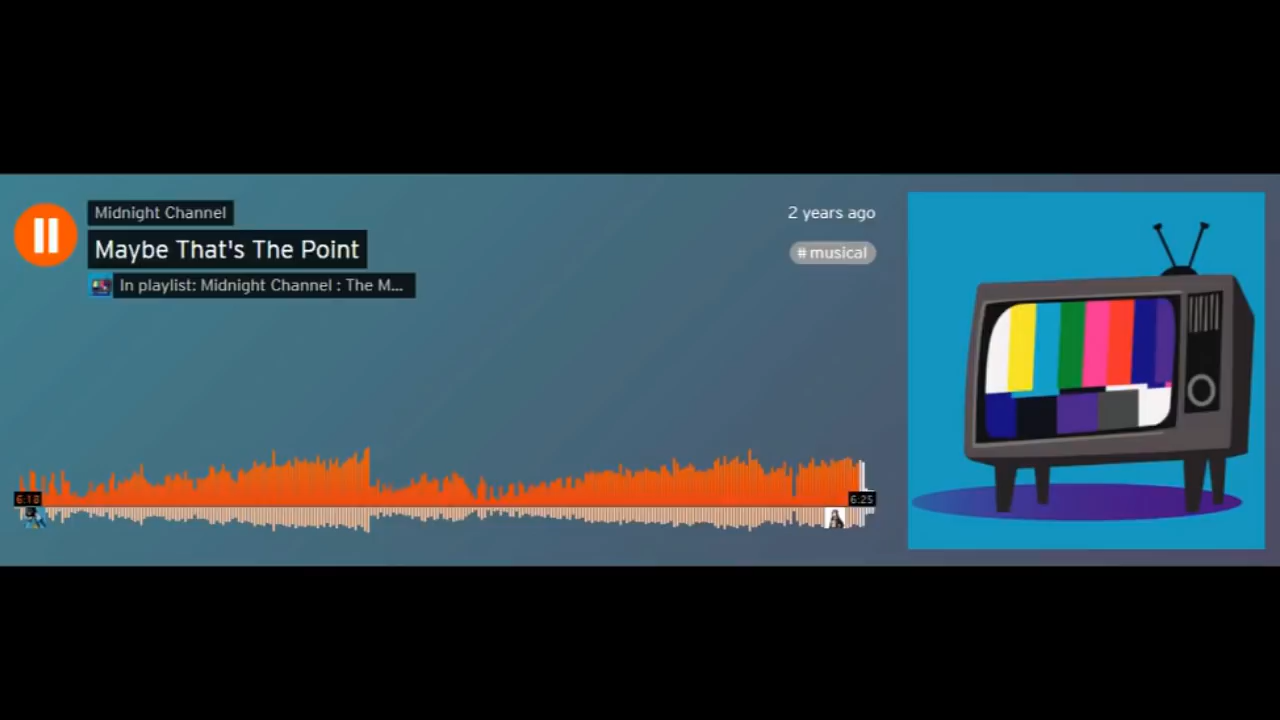 Midnight Channel
Maybe That's The Point
In playlist: Midnight Channel : The M...
2 years ago
# musical
6:18
6:25